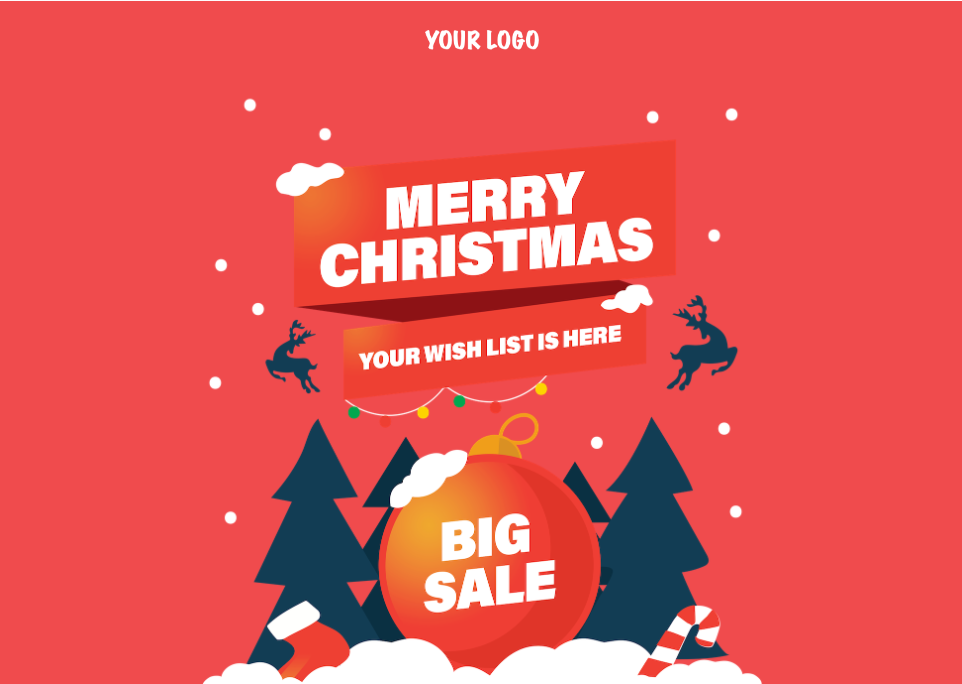 YOUR LOGO
MERRY
CHRISTMAS
YOUR WISH LIST IS HERE
BIG
SALE